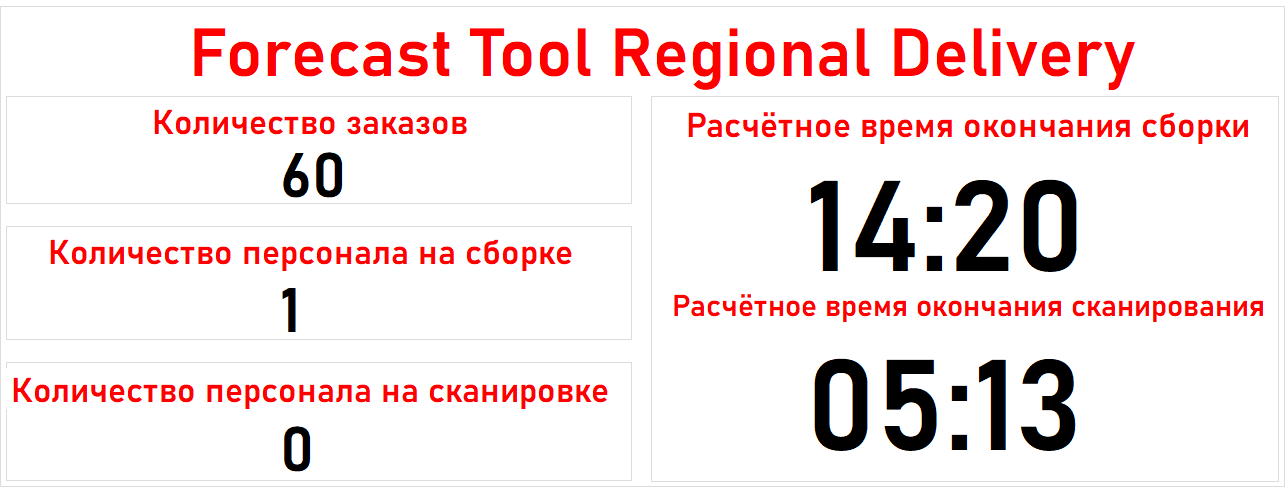 Forecast Tool Regional Delivery
Количество заказов
60
Количество персонала на сборке
1
Количество персонала на сканировке
0
Расчётное время окончания сборки
14:20
Расчётное время окончания сканирования
05:13